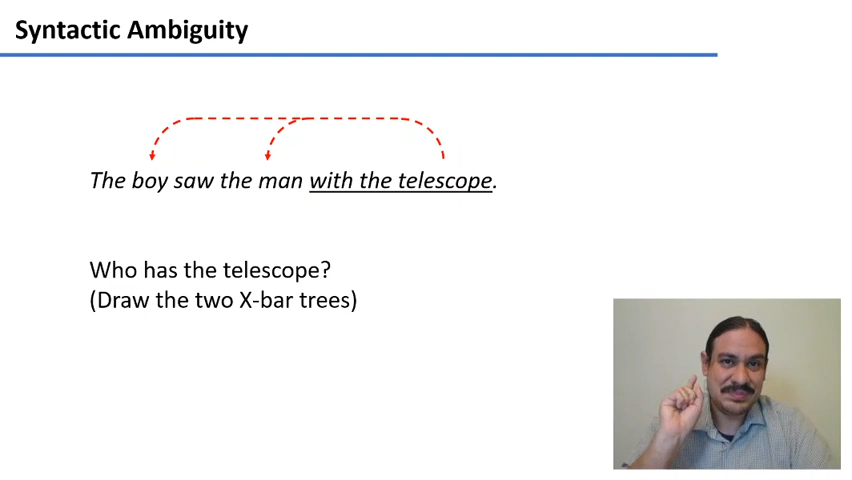 Syntactic Ambiguity
The boy saw the man with the telescope.
Who has the telescope?
(Draw the two X-bar trees)